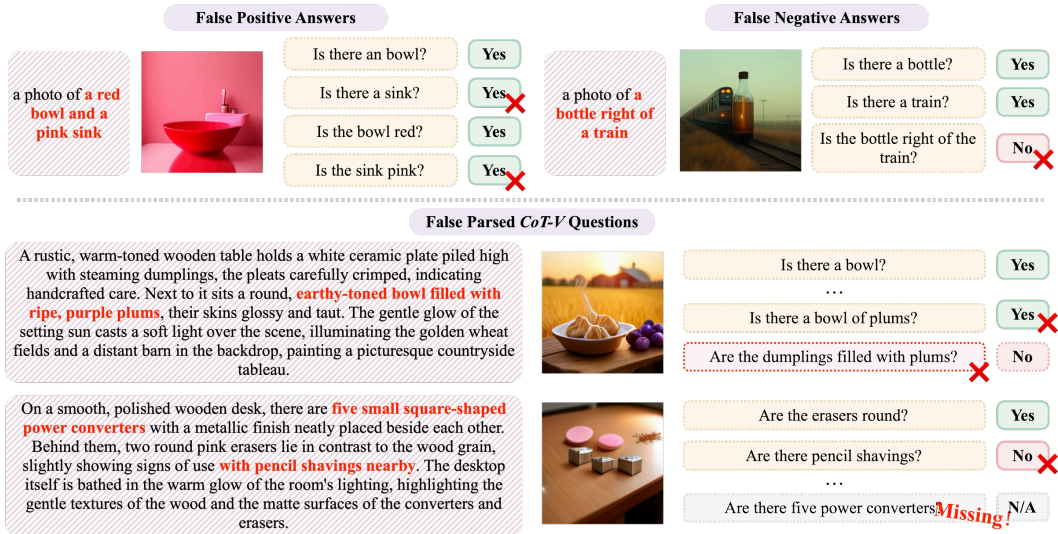 False Positive Answers
a photo of a red
bowl and a
pink sink
Is there an bowl?
Yes
Is there a sink?
Yes
Is the bowl red?
Yes
Is the sink pink?
Yes
False Negative Answers
a photo of a
bottle right of
a train
Is there a bottle?
Yes
Is there a train?
Yes
Is the bottle right of the
train?
No
False Parsed CoT-V Questions
A rustic, warm-toned wooden table holds a white ceramic plate piled high
with steaming dumplings, the pleats carefully crimped, indicating
handcrafted care. Next to it sits a round, earthy-toned bowl filled with
ripe, purple plums, their skins glossy and taut. The gentle glow of the
setting sun casts a soft light over the scene, illuminating the golden wheat
fields and a distant barn in the backdrop, painting a picturesque countryside
tableau.
Is there a bowl?
Yes
...
Is there a bowl of plums?
Yes
Are the dumplings filled with plums?
No
On a smooth, polished wooden desk, there are five small square-shaped
power converters with a metallic finish neatly placed beside each other.
Behind them, two round pink erasers lie in contrast to the wood grain,
slightly showing signs of use with pencil shavings nearby. The desktop
itself is bathed in the warm glow of the room's lighting, highlighting the
gentle textures of the wood and the matte surfaces of the converters and
erasers.
Are the erasers round?
Yes
Are there pencil shavings?
No
...
Are there five power converters?
Missing!
N/A